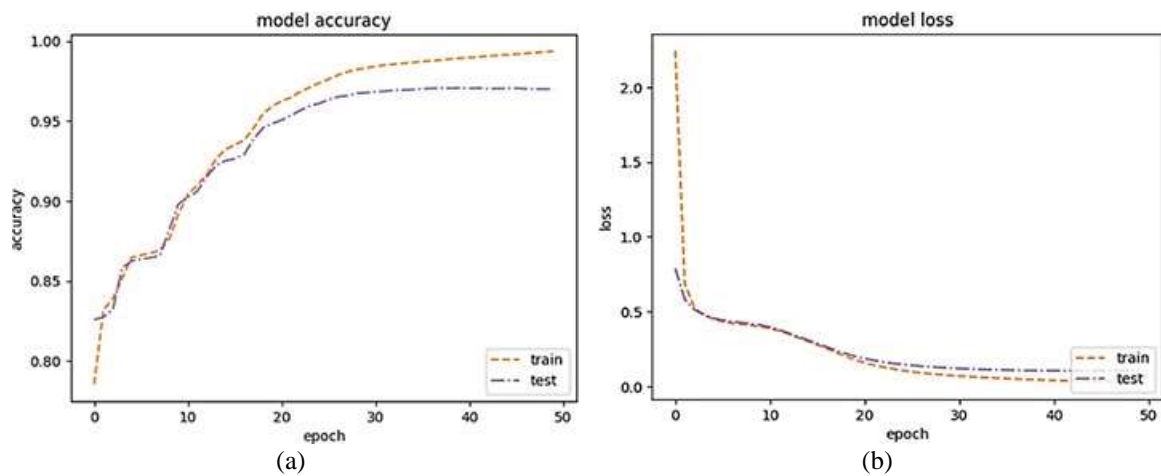 model accuracy
1.00
0.95
0.90
0.85
0.80
accuracy
0 10 20 30 40 50
epoch
train
test
(a)
model loss
2.0
1.5
1.0
0.5
0.0
loss
0 10 20 30 40 50
epoch
train
test
(b)